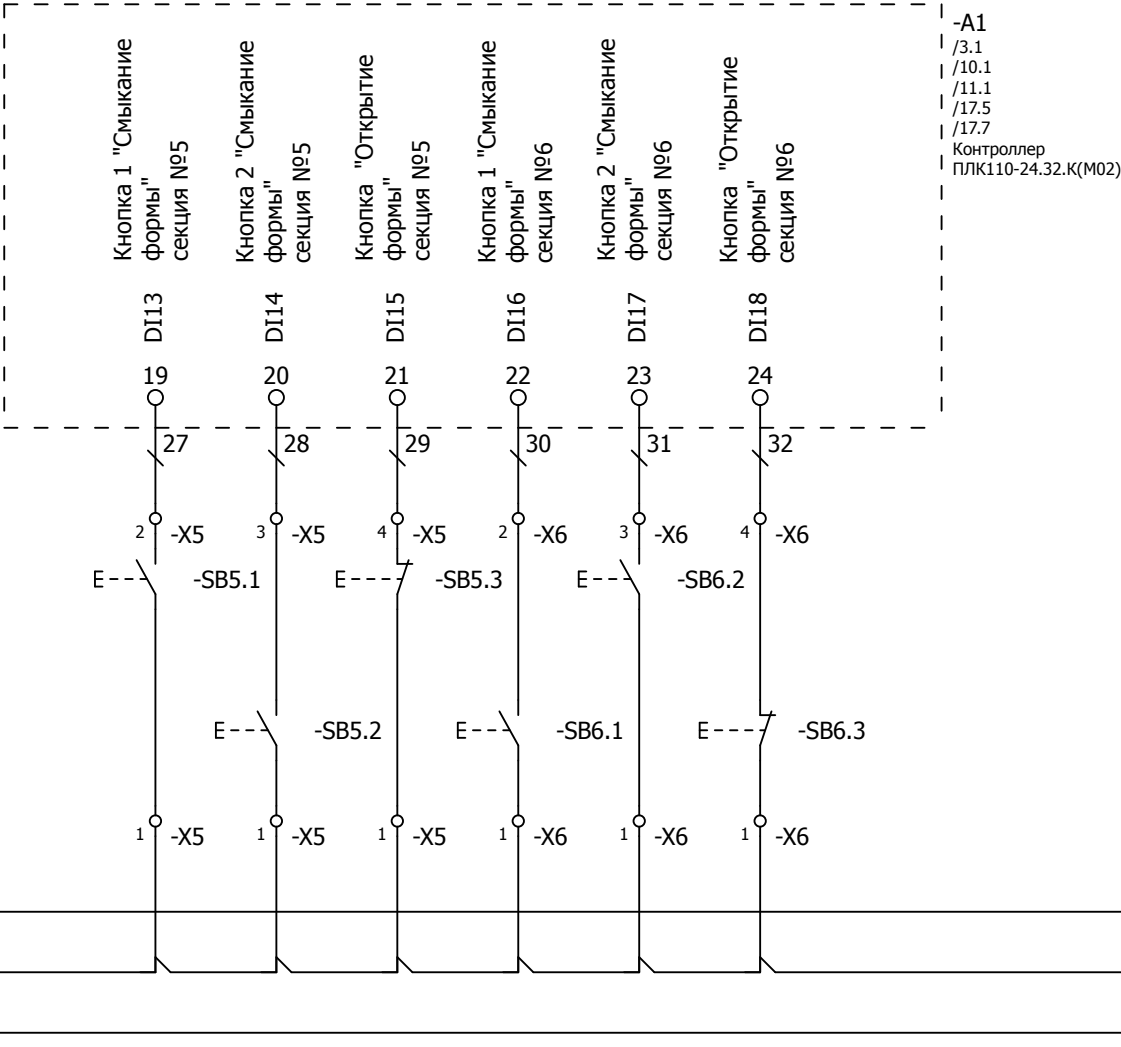 -A1
/3.1
/10.1
/11.1
/17.5
/17.7
Контроллер
ПЛК110-24.32.К(М02)
Кнопка 1 "Смыкание
формы"
секция №5
Кнопка 2 "Смыкание
формы"
секция №5
Кнопка "Открытие
формы"
секция №5
Кнопка 1 "Смыкание
формы"
секция №6
Кнопка 2 "Смыкание
формы"
секция №6
Кнопка "Открытие
формы"
секция №6
DI13 DI14 DI15 DI16 DI17 DI18
19 20 21 22 23 24
27 28 29 30 31 32
2 -X5 3 -X5 4 -X5 2 -X6 3 -X6 4 -X6
E -SB5.1 E -SB5.3 E -SB6.2
E -SB5.2 E -SB6.1 E -SB6.3
1 -X5 1 -X5 1 -X5 1 -X6 1 -X6 1 -X6